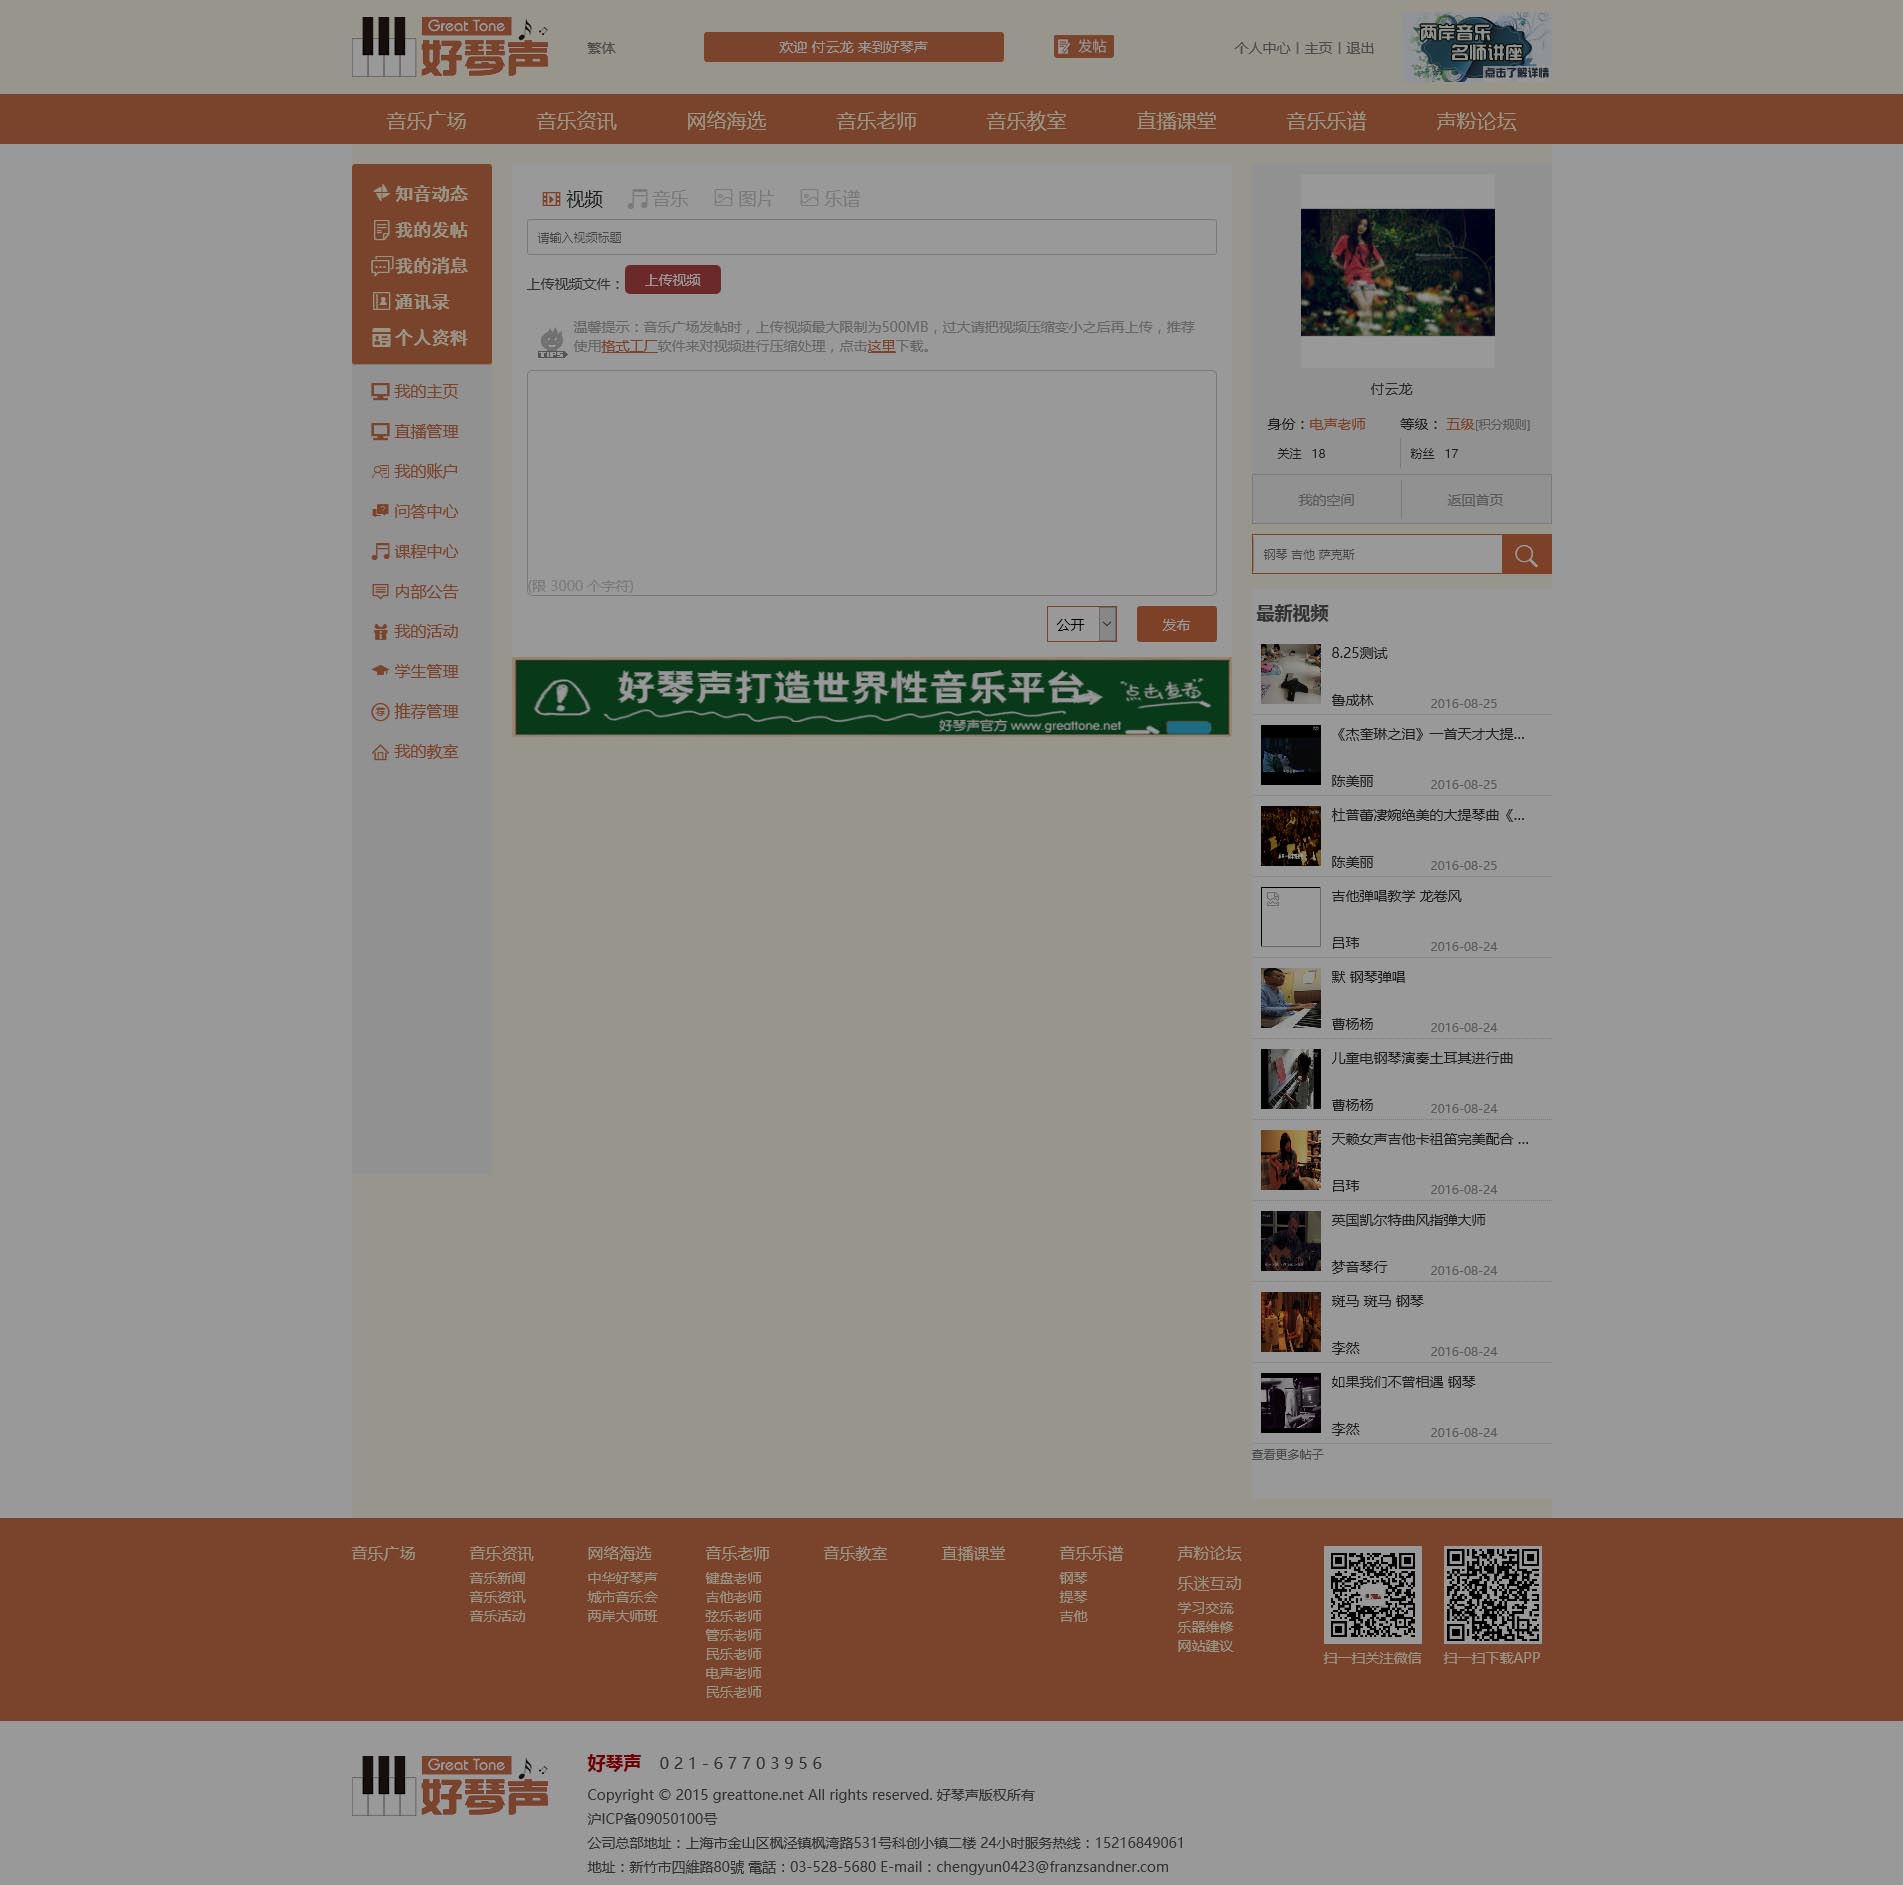 Great Tone
好琴声
繁体
欢迎 付云龙 来到好琴声
发帖
个人中心 | 主页 | 退出
两岸音乐
名师讲座
点击了解详情
音乐广场 音乐资讯 网络海选 音乐老师 音乐教室 直播课堂 音乐乐谱 声粉论坛
知音动态
我的发帖
我的消息
通讯录
个人资料
我的主页
直播管理
我的账户
问答中心
课程中心
内部公告
我的活动
学生管理
推荐管理
我的教室
视频 音乐 图片 乐谱
请输入视频标题
上传视频文件： 上传视频
温馨提示：音乐广场发帖时，上传视频最大限制为500MB，过大请把视频压缩变小之后再上传，推荐
使用格式工厂软件来对视频进行压缩处理，点击这里下载。
TIPS
(限 3000 个字符)
公开 发布
好琴声打造世界性音乐平台
点击查看
好琴声官方 www.greattone.net
付云龙
身份：电声老师 等级： 五级[积分规则]
关注 18 粉丝 17
我的空间 返回首页
钢琴 吉他 萨克斯
最新视频
8.25测试
鲁成林 2016-08-25
《杰奎琳之泪》一首天才大提...
陈美丽 2016-08-25
杜普蕾凄婉绝美的大提琴曲《...
陈美丽 2016-08-25
吉他弹唱教学 龙卷风
吕玮 2016-08-24
默 钢琴弹唱
曹杨杨 2016-08-24
儿童电钢琴演奏土耳其进行曲
曹杨杨 2016-08-24
天籁女声吉他卡祖笛完美配合 ...
吕玮 2016-08-24
英国凯尔特曲风指弹大师
梦音琴行 2016-08-24
斑马 斑马 钢琴
李然 2016-08-24
如果我们不曾相遇 钢琴
李然 2016-08-24
查看更多帖子
音乐广场
音乐资讯
音乐新闻
音乐资讯
音乐活动
网络海选
中华好琴声
城市音乐会
两岸大师班
音乐老师
键盘老师
吉他老师
弦乐老师
管乐老师
民乐老师
电声老师
民乐老师
音乐教室
直播课堂
音乐乐谱
钢琴
提琴
吉他
声粉论坛
乐迷互动
学习交流
乐器维修
网站建议
扫一扫关注微信
扫一扫下载APP
Great Tone
好琴声
好琴声 021-67703956
Copyright © 2015 greattone.net All rights reserved. 好琴声版权所有
沪ICP备09050100号
公司总部地址：上海市金山区枫泾镇枫湾路531号科创小镇二楼 24小时服务热线：15216849061
地址：新竹市四維路80號 電話：03-528-5680 E-mail：chengyun0423@franzsandner.com